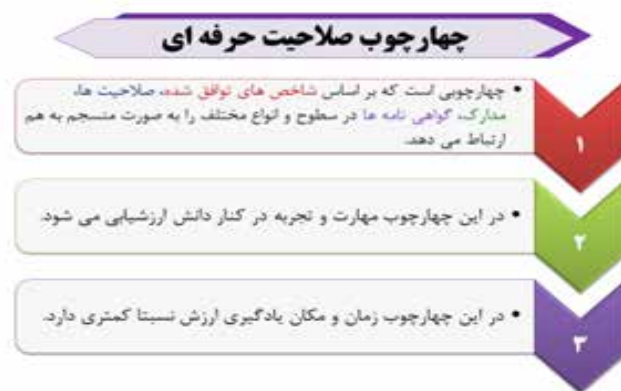 چهارچوب صلاحیت حرفه ای
• چهارچوبی است که بر اساس شاخص های توافق شده، صلاحیت ها،
مدارک، گواهی نامه ها در سطوح و انواع مختلف را به صورت منسجم به هم
ارتباط می دهد.
۱
• در این چهارچوب مهارت و تجربه در کنار دانش ارزشیابی می شود.
۲
• در این چهارچوب زمان و مکان یادگیری ارزش نسبتا کمتری دارد.
۳